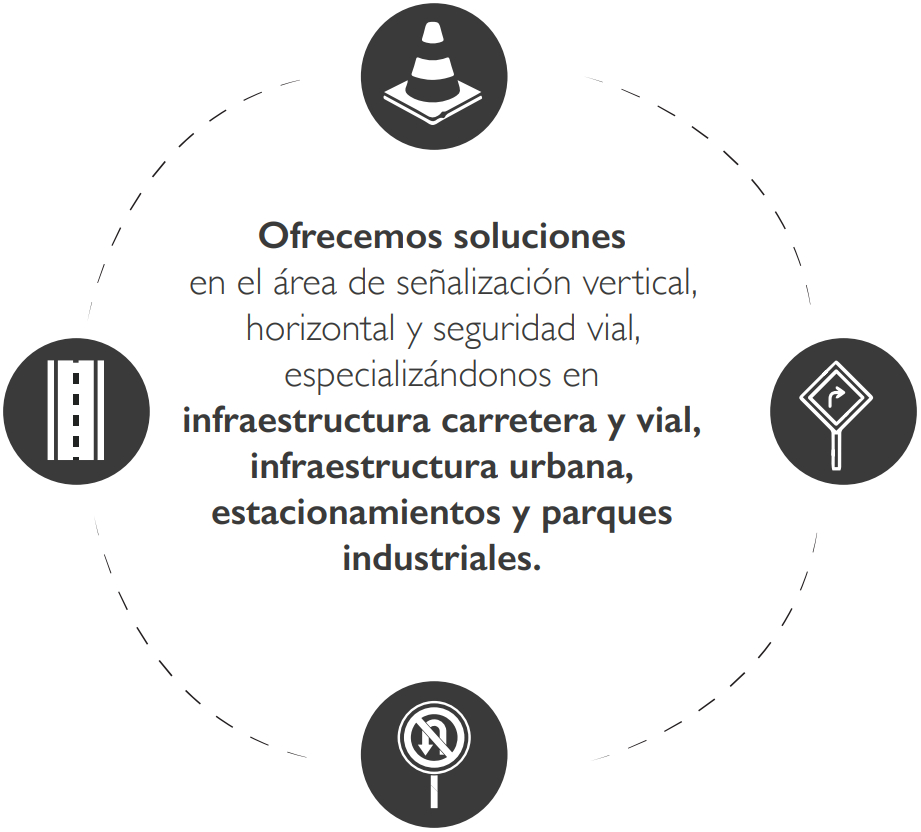 Ofrecemos soluciones
en el área de señalización vertical,
horizontal y seguridad vial,
especializándonos en
infraestructura carretera y vial,
infraestructura urbana,
estacionamientos y parques
industriales.